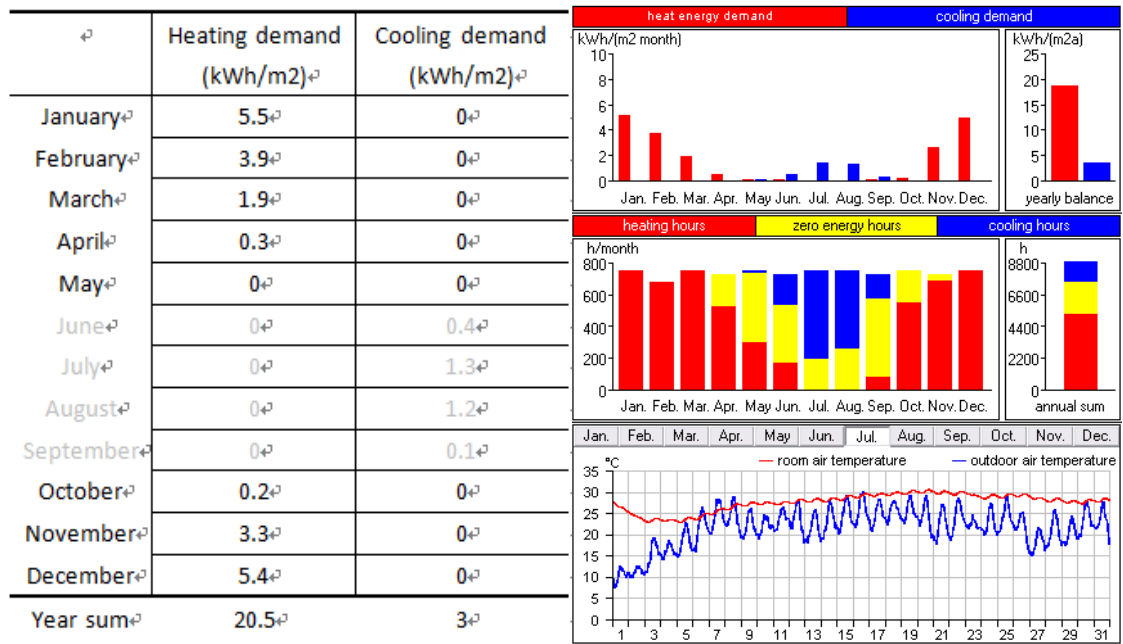 ↵ Heating demand Cooling demand
(kWh/m2)↵ (kWh/m2)↵
January↵ 5.5↵ 0↵
February↵ 3.9↵ 0↵
March↵ 1.9↵ 0↵
April↵ 0.3↵ 0↵
May↵ 0↵ 0↵
June↵ 0↵ 0.4↵
July↵ 0↵ 1.3↵
August↵ 0↵ 1.2↵
September↵ 0↵ 0.1↵
October↵ 0.2↵ 0↵
November↵ 3.3↵ 0↵
December↵ 5.4↵ 0↵
Year sum↵ 20.5↵ 3↵
heat energy demand cooling demand
kWh/(m2 month)
10
8
6
4
2
0
Jan. Feb. Mar. Apr. May Jun. Jul. Aug. Sep. Oct. Nov. Dec.
kWh/(m2a)
25
20
15
10
5
0
yearly balance
heating hours zero energy hours cooling hours
h/month
800
600
400
200
0
Jan. Feb. Mar. Apr. May Jun. Jul. Aug. Sep. Oct. Nov. Dec.
h
8800
6600
4400
2200
0
annual sum
Jan. Feb. Mar. Apr. May Jun. Jul. Aug. Sep. Oct. Nov. Dec.
°C room air temperature outdoor air temperature
35
30
25
20
15
10
5
0
1 3 5 7 9 11 13 15 17 19 21 23 25 27 29 31